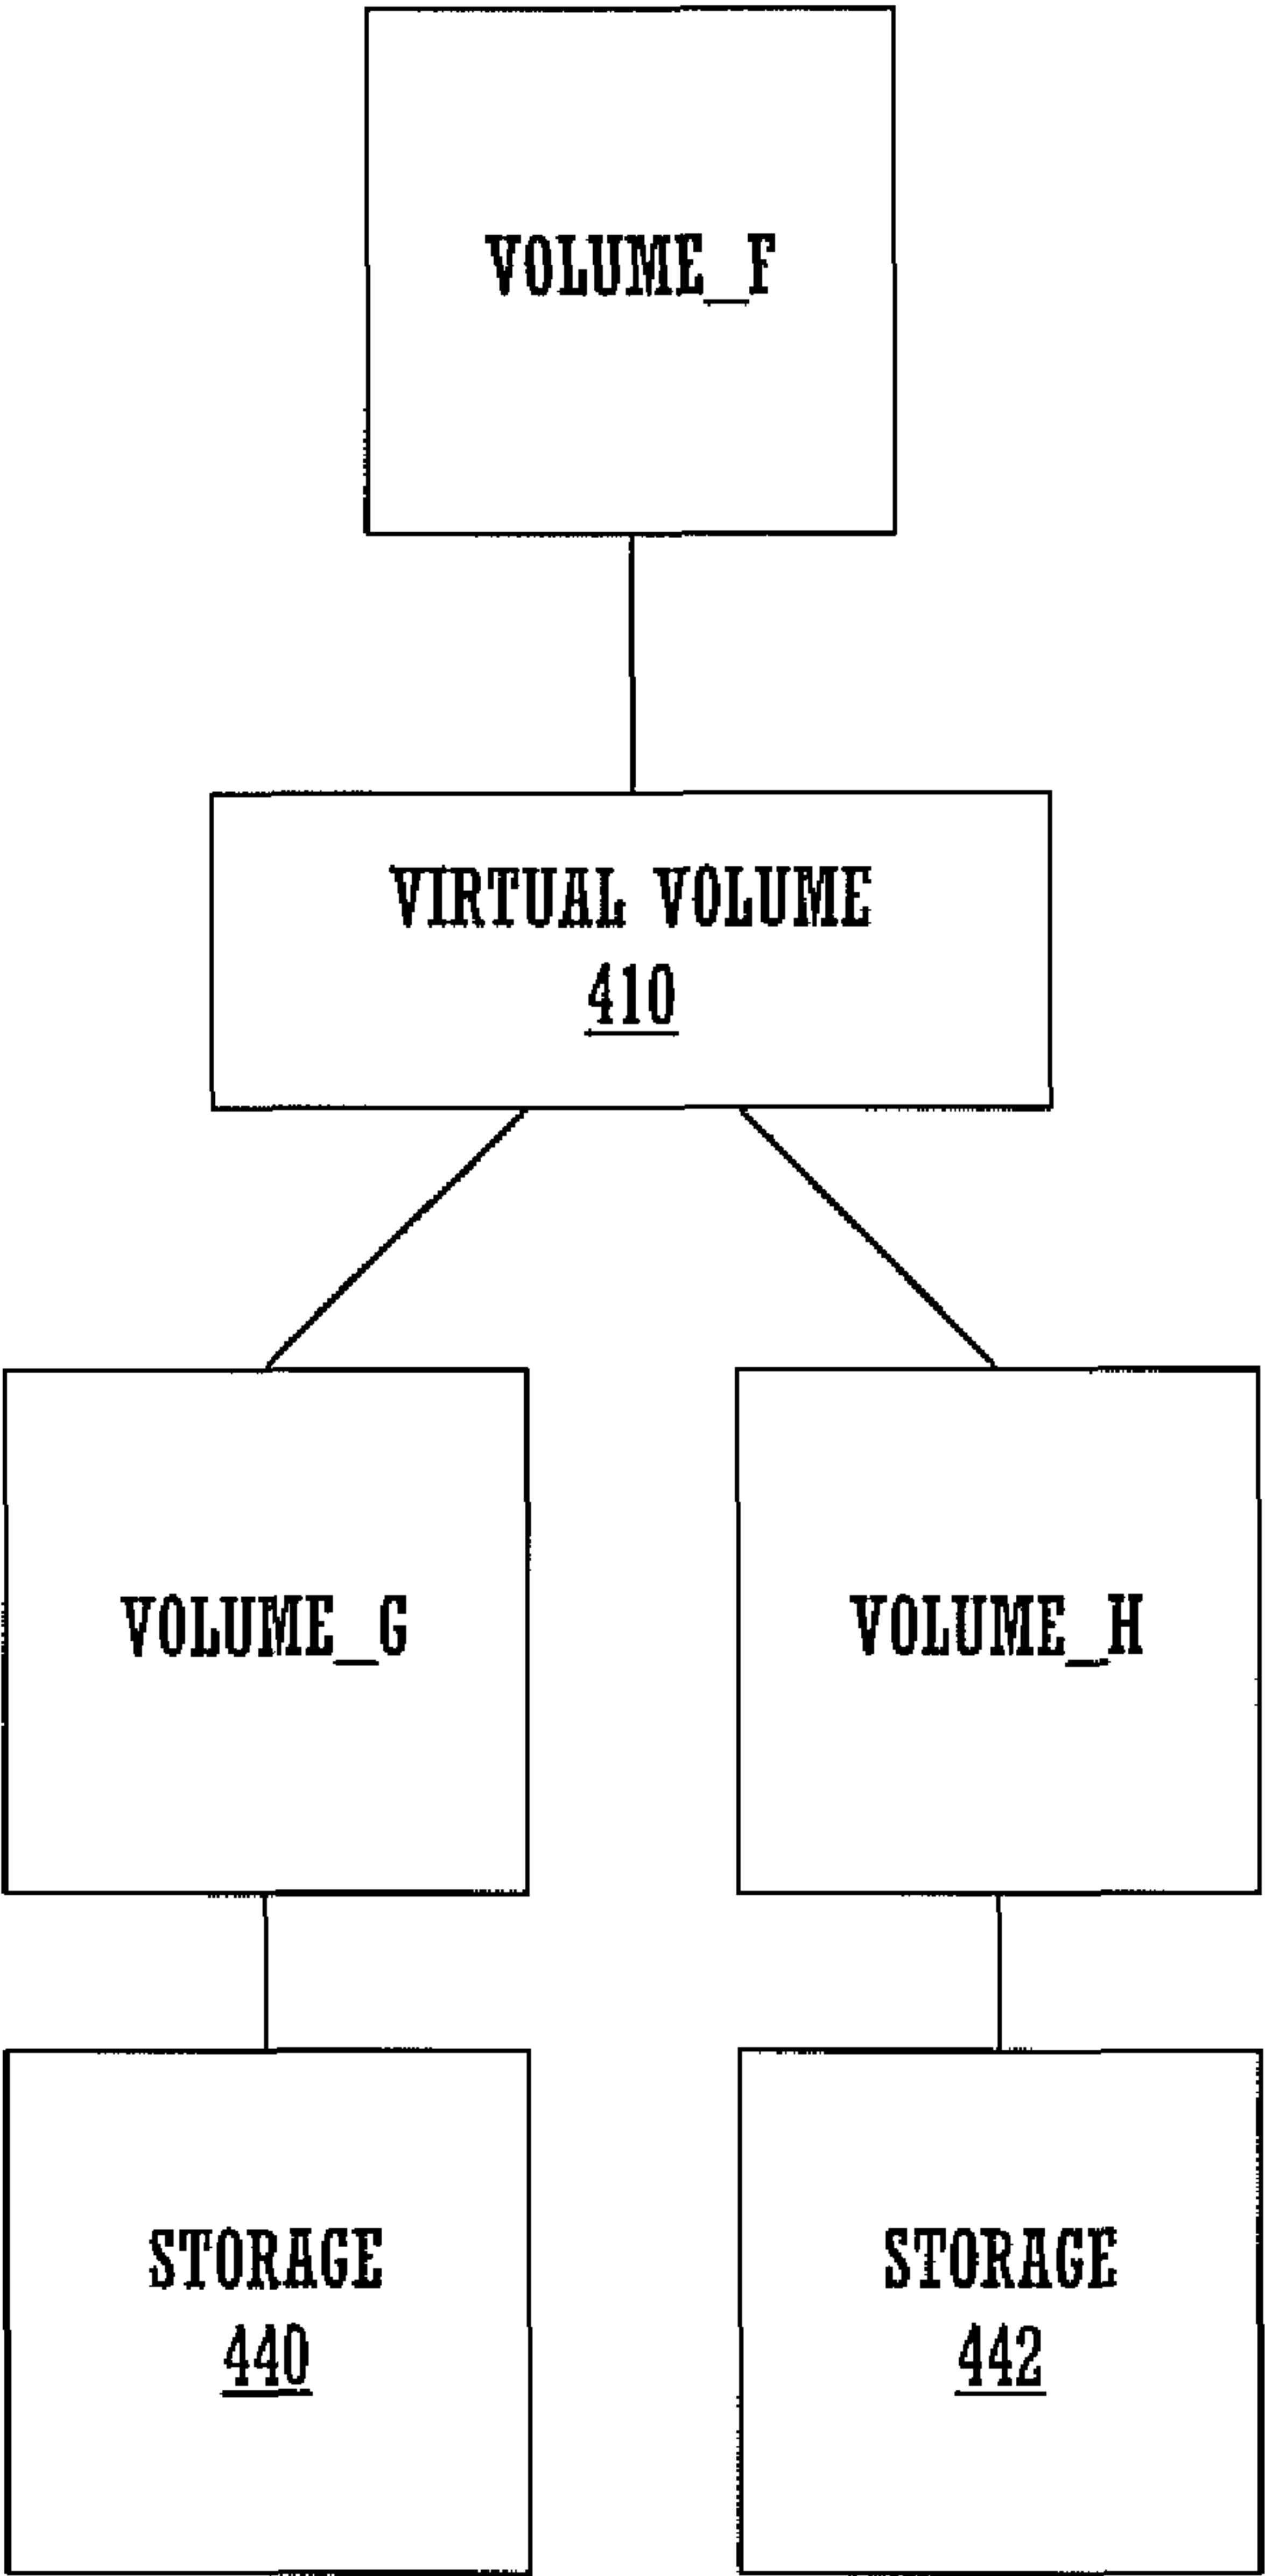 VOLUME_F
VIRTUAL VOLUME
410
VOLUME_G
VOLUME_H
STORAGE
440
STORAGE
442